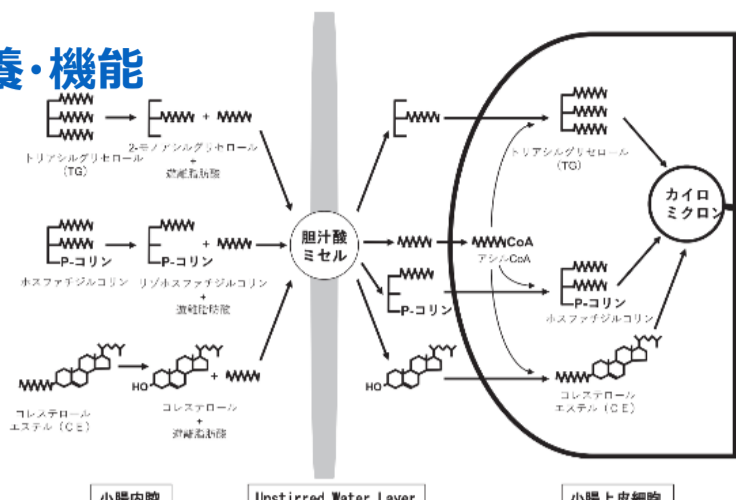 養・機能
トリアシルグリセロール
(TG)
2-モノアシルグリセロール
+
遊離脂肪酸
+
P-コリン
ホスファチジルコリン
P-コリン
+
リゾホスファチジルコリン
+
遊離脂肪酸
コレステロール
エステル（CE）
HO
+
コレステロール
+
遊離脂肪酸
胆汁酸
ミセル
P-コリン
HO
CoA
アシルCoA
トリアシルグリセロール
(TG)
P-コリン
ホスファチジルコリン
コレステロール
エステル（CE）
カイロ
ミクロン
小腸内腔
Unstirred Water Layer
小腸上皮細胞